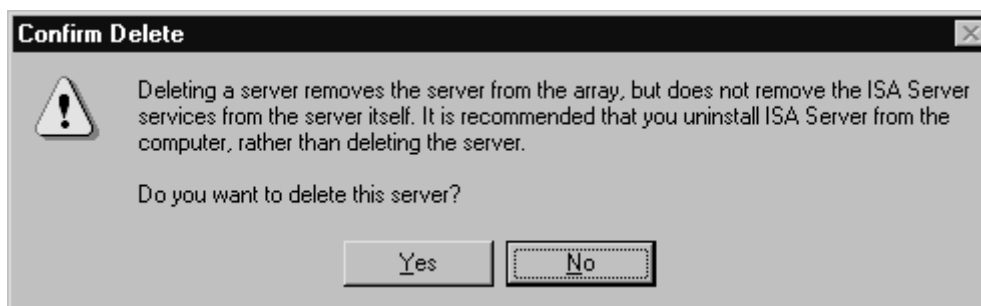 Confirm Delete
Deleting a server removes the server from the array, but does not remove the ISA Server
services from the server itself. It is recommended that you uninstall ISA Server from the
computer, rather than deleting the server.
Do you want to delete this server?
Yes
No